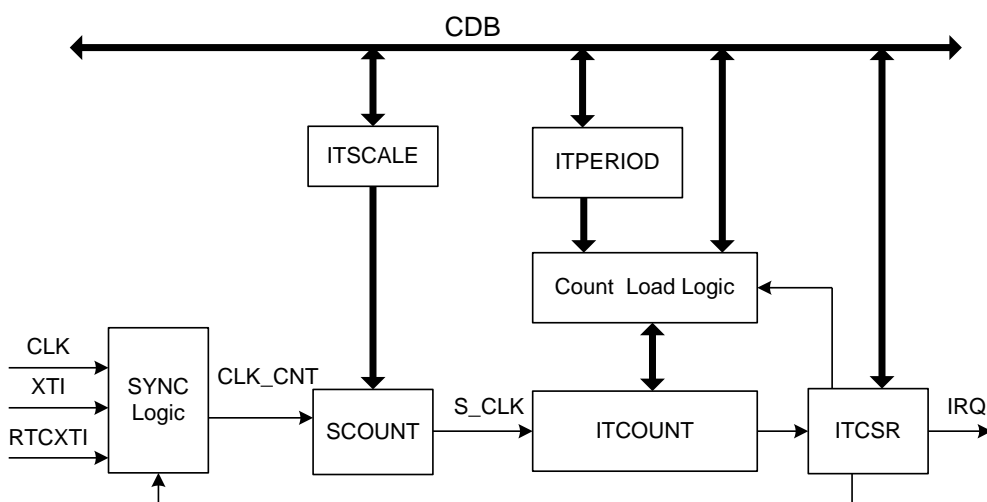 CDB
ITSCALE
ITPERIOD
Count Load Logic
CLK
XTI
RTCXTI
SYNC
Logic
CLK_CNT
SCOUNT
S_CLK
ITCOUNT
ITCSR
IRQ